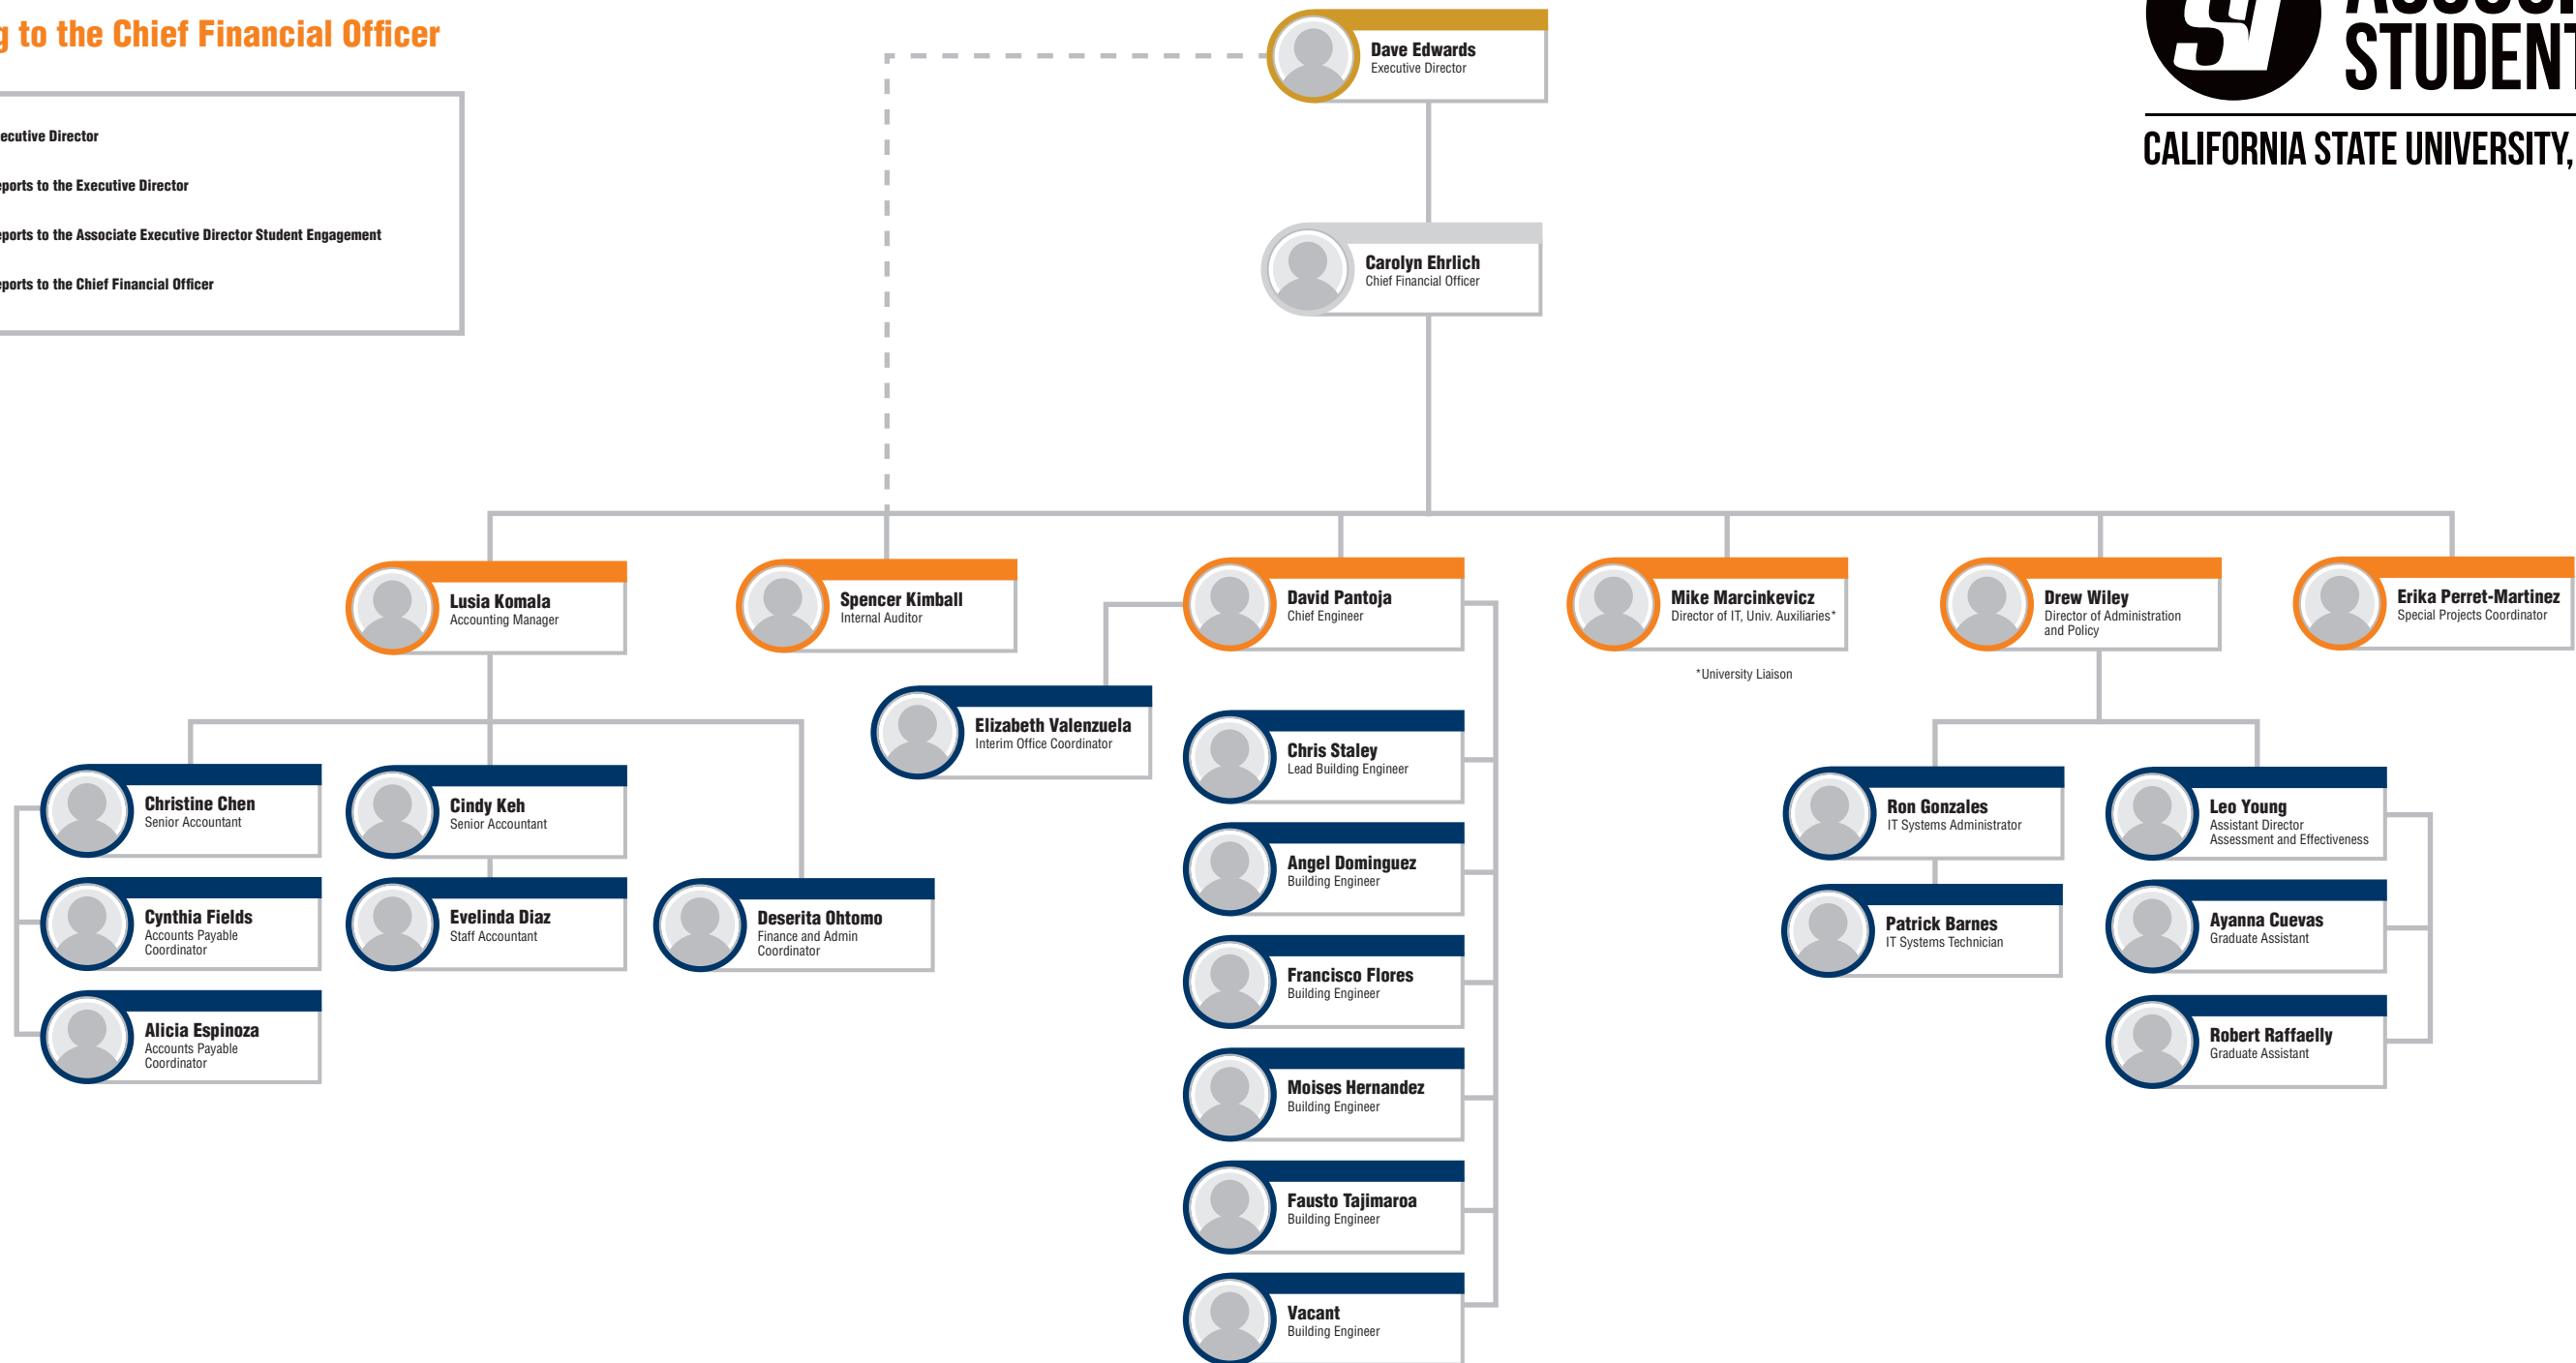 to the Chief Financial Officer
Executive Director
Reports to the Executive Director
Reports to the Associate Executive Director Student Engagement
Reports to the Chief Financial Officer
STUDENT
CALIFORNIA STATE UNIVERSITY,
Dave Edwards
Executive Director
Carolyn Ehrlich
Chief Financial Officer
Lusia Komala
Accounting Manager
Spencer Kimball
Internal Auditor
David Pantoja
Chief Engineer
Mike Marcinkevicz
Director of IT, Univ. Auxiliaries*
*University Liaison
Drew Wiley
Director of Administration
and Policy
Erika Perret-Martinez
Special Projects Coordinator
Elizabeth Valenzuela
Interim Office Coordinator
Christine Chen
Senior Accountant
Cynthia Fields
Accounts Payable
Coordinator
Alicia Espinoza
Accounts Payable
Coordinator
Cindy Keh
Senior Accountant
Evelinda Diaz
Staff Accountant
Deserita Ohtomo
Finance and Admin
Coordinator
Chris Staley
Lead Building Engineer
Angel Dominguez
Building Engineer
Francisco Flores
Building Engineer
Moises Hernandez
Building Engineer
Fausto Tajimaroa
Building Engineer
Vacant
Building Engineer
Ron Gonzales
IT Systems Administrator
Patrick Barnes
IT Systems Technician
Leo Young
Assistant Director
Assessment and Effectiveness
Ayanna Cuevas
Graduate Assistant
Robert Raffaelly
Graduate Assistant